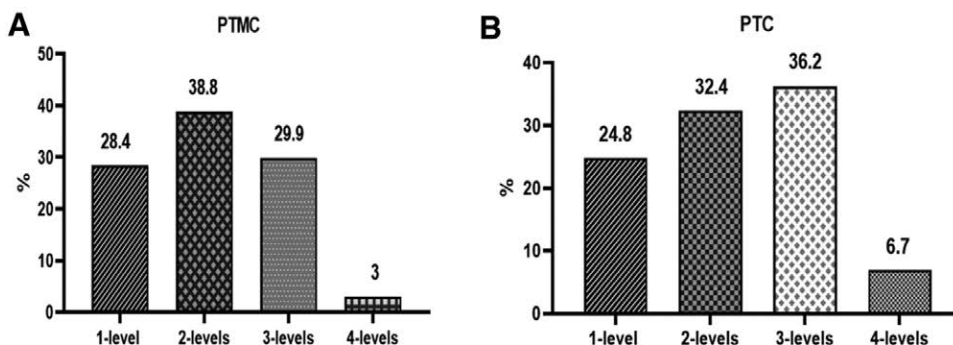 A
PTMC
50
40
30
20
10
0
%
28.4
38.8
29.9
3
1-level
2-levels
3-levels
4-levels
B
PTC
40
30
20
10
0
%
24.8
32.4
36.2
6.7
1-level
2-levels
3-levels
4-levels